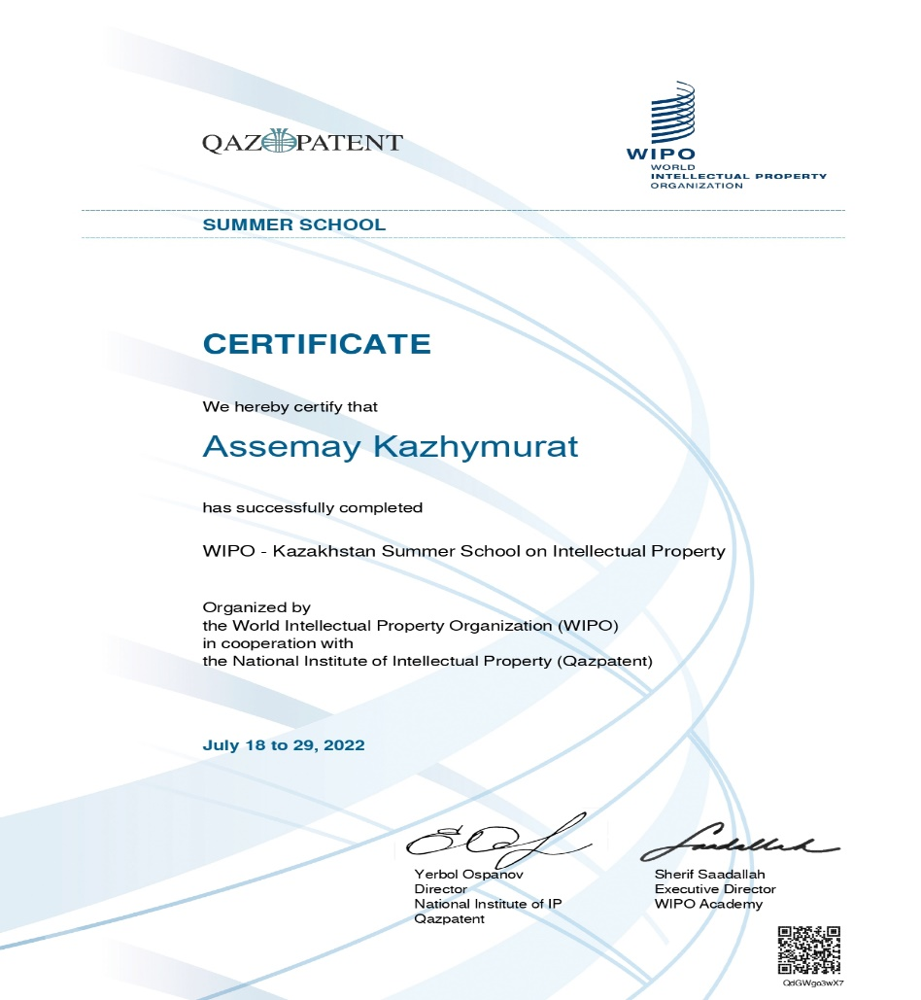 QAZPATENT
WIPO
WORLD
INTELLECTUAL PROPERTY
ORGANIZATION
SUMMER SCHOOL
CERTIFICATE
We hereby certify that
Assemay Kazhymurat
has successfully completed
WIPO - Kazakhstan Summer School on Intellectual Property
Organized by
the World Intellectual Property Organization (WIPO)
in cooperation with
the National Institute of Intellectual Property (Qazpatent)
July 18 to 29, 2022
Saadallah
Yerbol Ospanov
Director
National Institute of IP
Qazpatent
Sherif Saadallah
Executive Director
WIPO Academy
QdGWgo3wX7